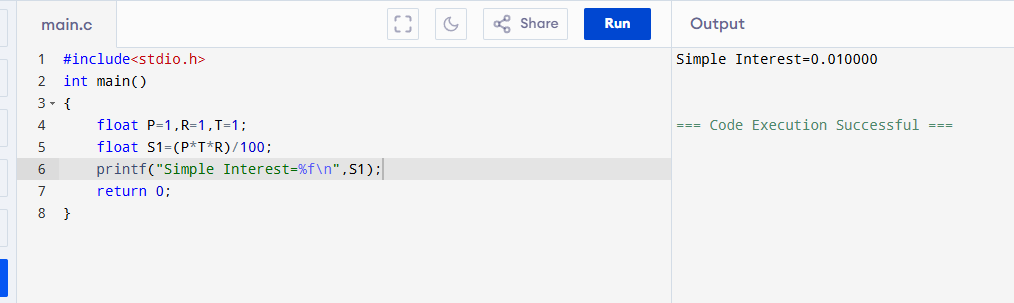 main.c
Share
Run
Output
1 #include<stdio.h>
2 int main()
3 {
4     float P=1,R=1,T=1;
5     float S1=(P*T*R)/100;
6     printf("Simple Interest=%f\n",S1);
7     return 0;
8 }
Simple Interest=0.010000
=== Code Execution Successful ===